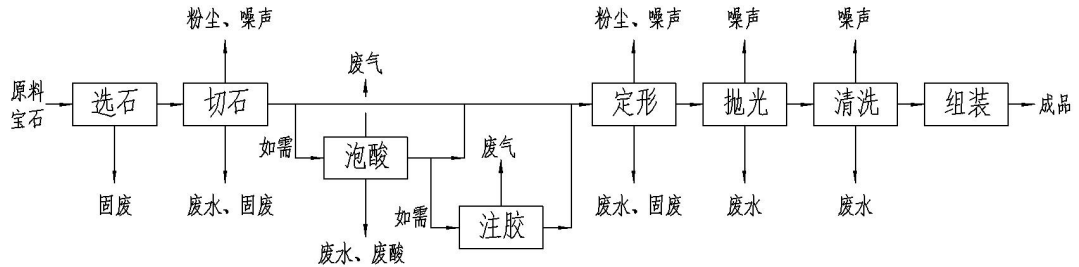 粉尘、噪声
粉尘、噪声
噪声
噪声
废气
原料
宝石
选石
切石
定形
抛光
清洗
组装
成品
如需
泡酸
废气
固废
废水、固废
如需
注胶
废水、固废
废水
废水
废水、废酸